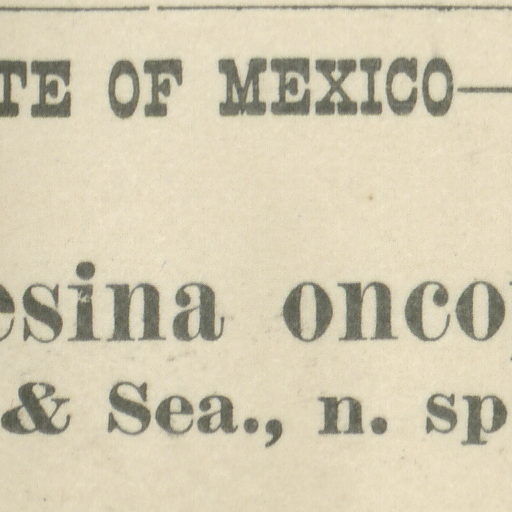 TE OF MEXICO—
esina onco
& Sea., n. sp